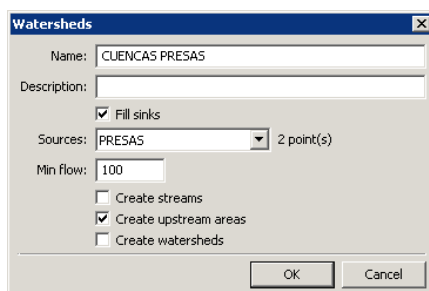 Watersheds
Name: CUENCAS PRESAS
Description:
Fill sinks
Sources: PRESAS 2 point(s)
Min flow: 100
Create streams
Create upstream areas
Create watersheds
OK Cancel